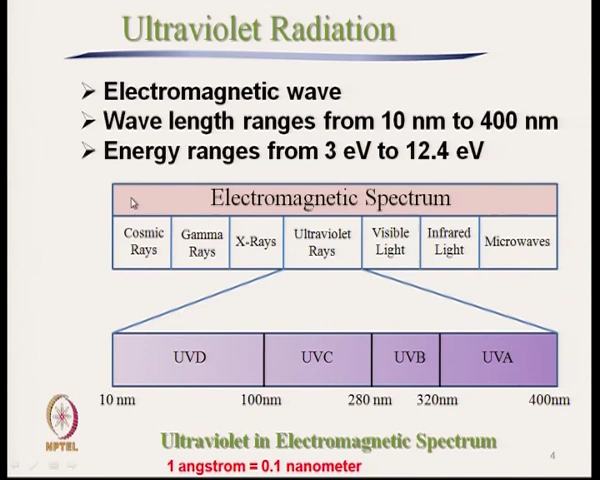 Ultraviolet Radiation
➢ Electromagnetic wave
➢ Wave length ranges from 10 nm to 400 nm
➢ Energy ranges from 3 eV to 12.4 eV
Electromagnetic Spectrum
Cosmic Rays
Gamma Rays
X-Rays
Ultraviolet Rays
Visible Light
Infrared Light
Microwaves
UVD
UVC
UVB
UVA
10 nm
100nm
280 nm
320nm
400nm
NPTEL
Ultraviolet in Electromagnetic Spectrum
4
1 angstrom = 0.1 nanometer